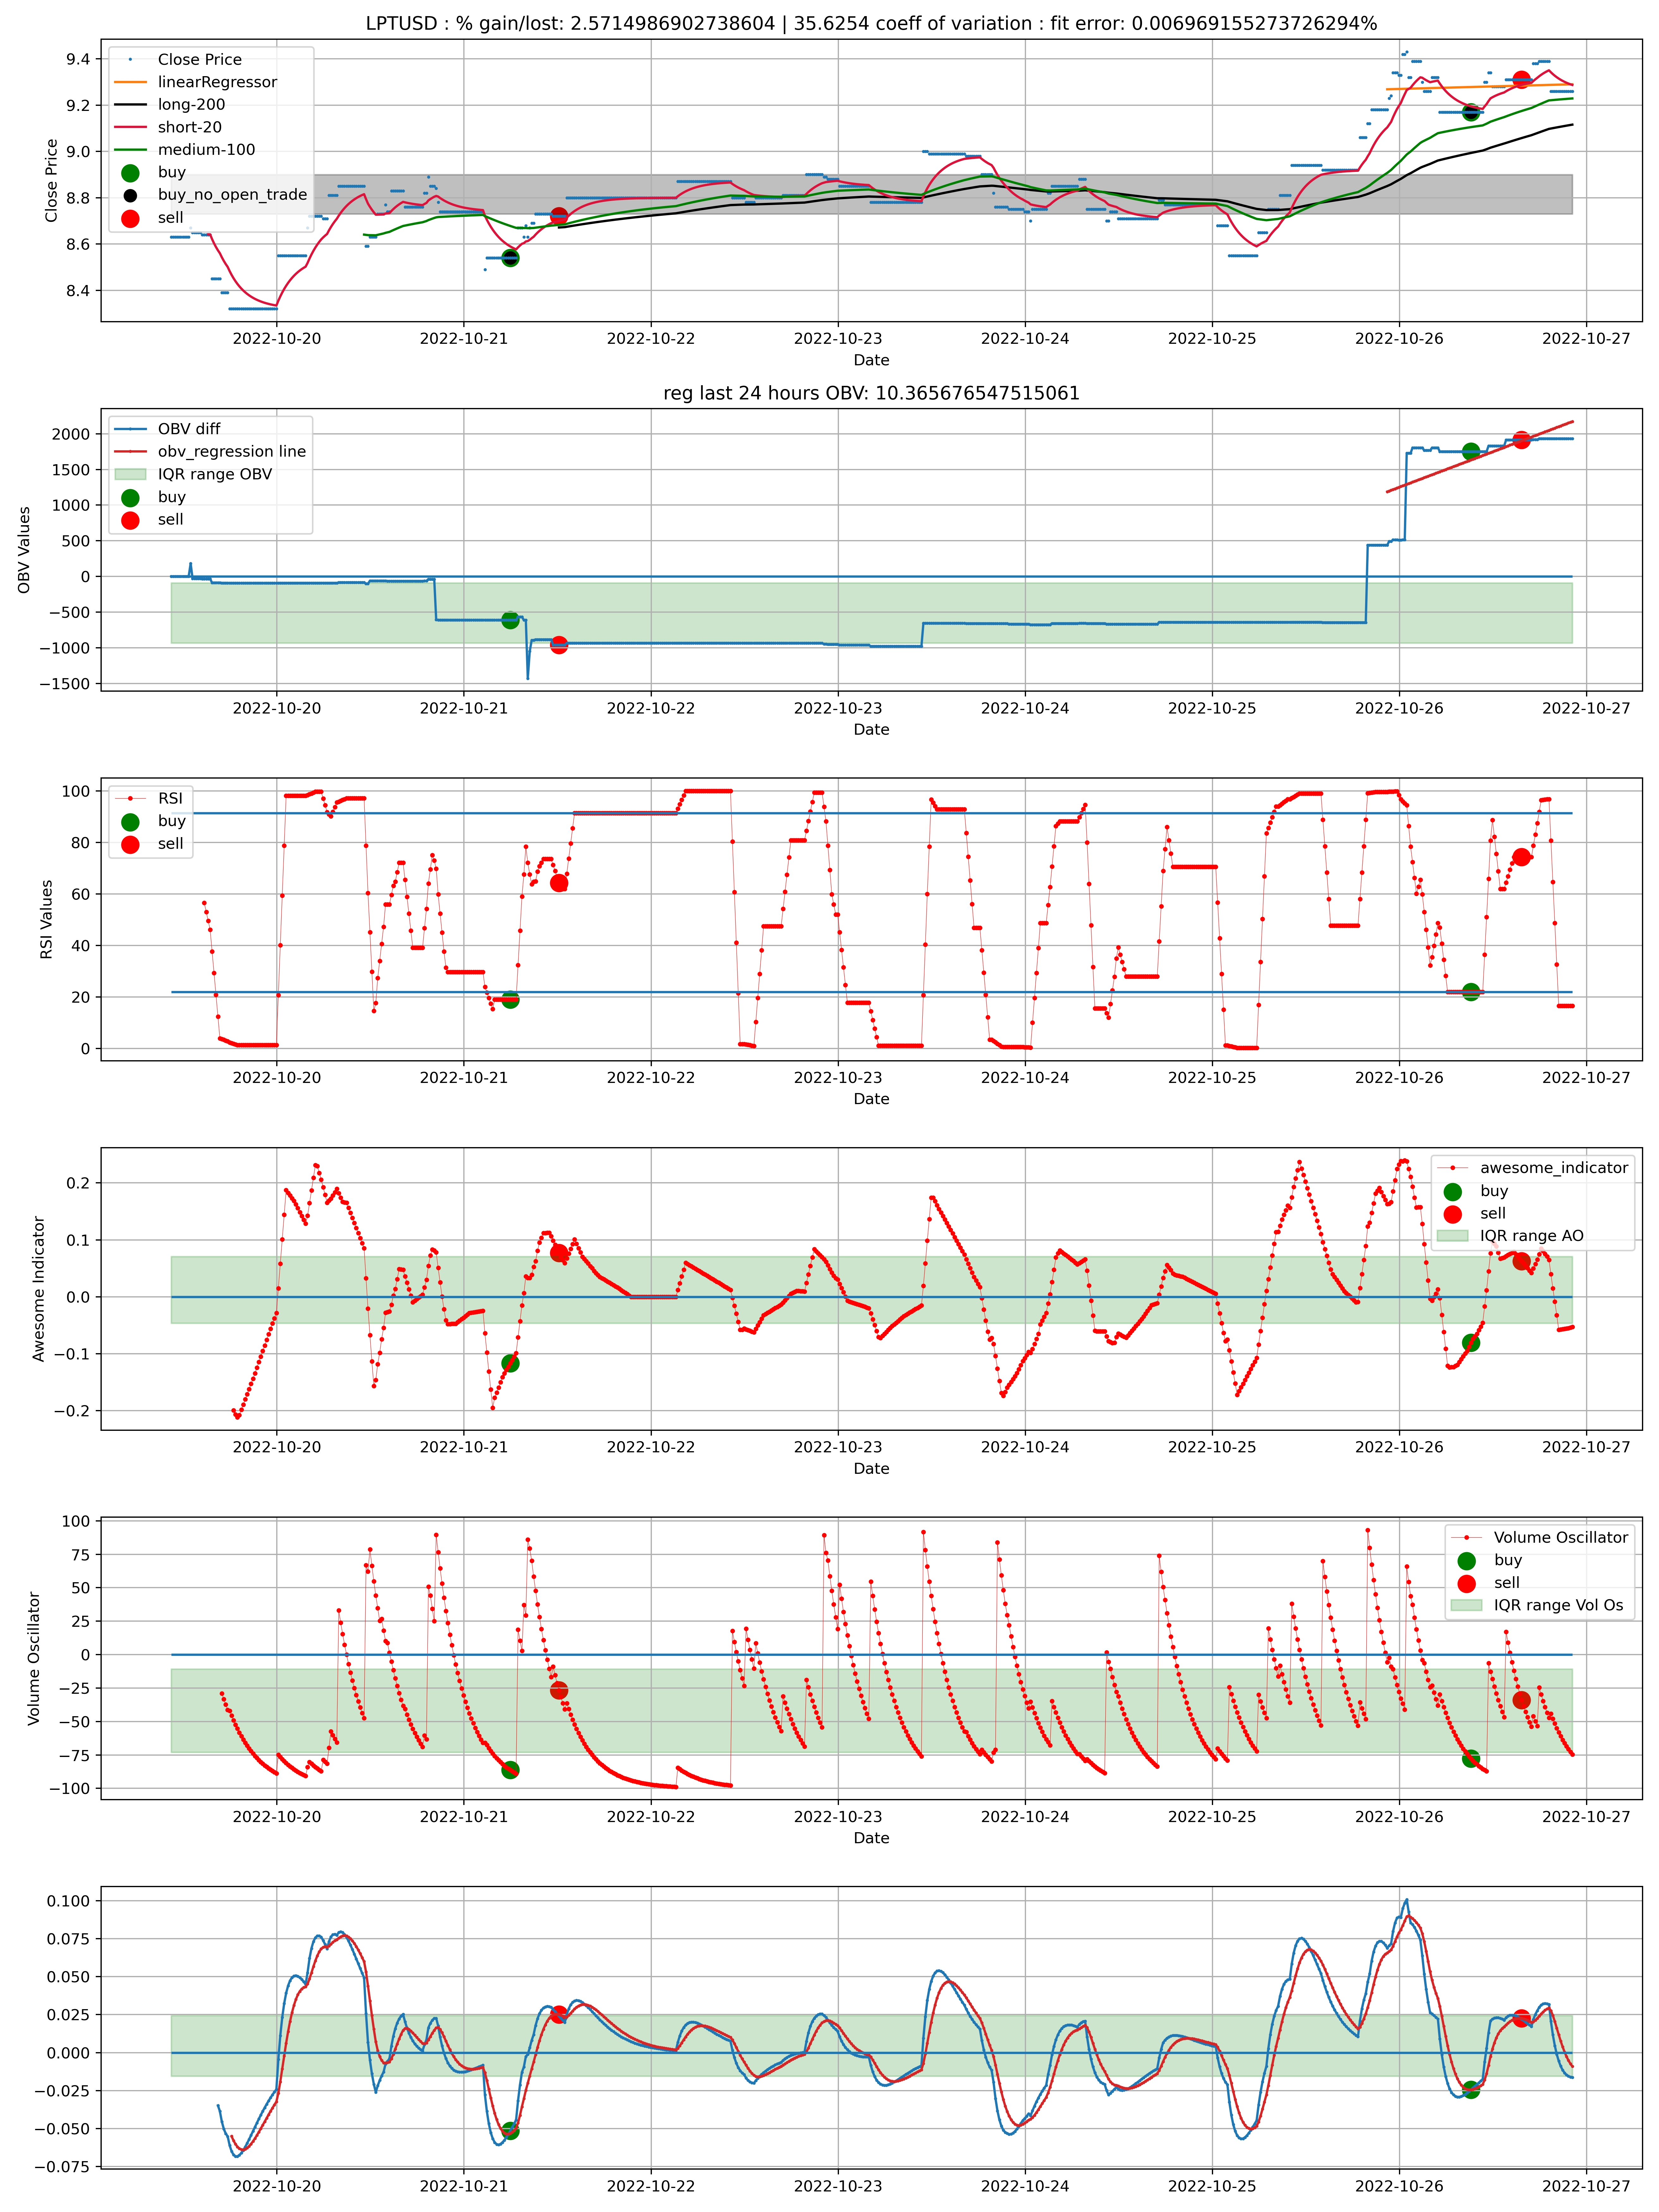 LPTUSD : % gain/lost: 2.5714986902738604 | 35.6254 coeff of variation : fit error: 0.006969155273726294%
Close Price
9.4
9.2
9.0
8.8
8.6
8.4
Close Price
linearRegressor
long-200
short-20
medium-100
buy
buy_no_open_trade
sell
2022-10-20 2022-10-21 2022-10-22 2022-10-23 2022-10-24 2022-10-25 2022-10-26 2022-10-27
Date
reg last 24 hours OBV: 10.365676547515061
OBV Values
2000
1500
1000
500
0
−500
−1000
−1500
OBV diff
obv_regression line
IQR range OBV
buy
sell
2022-10-20 2022-10-21 2022-10-22 2022-10-23 2022-10-24 2022-10-25 2022-10-26 2022-10-27
Date
RSI Values
100
80
60
40
20
0
RSI
buy
sell
2022-10-20 2022-10-21 2022-10-22 2022-10-23 2022-10-24 2022-10-25 2022-10-26 2022-10-27
Date
Awesome Indicator
0.2
0.1
0.0
−0.1
−0.2
awesome_indicator
buy
sell
IQR range AO
2022-10-20 2022-10-21 2022-10-22 2022-10-23 2022-10-24 2022-10-25 2022-10-26 2022-10-27
Date
Volume Oscillator
100
75
50
25
0
−25
−50
−75
−100
Volume Oscillator
buy
sell
IQR range Vol Os
2022-10-20 2022-10-21 2022-10-22 2022-10-23 2022-10-24 2022-10-25 2022-10-26 2022-10-27
Date
0.100
0.075
0.050
0.025
0.000
−0.025
−0.050
−0.075
2022-10-20 2022-10-21 2022-10-22 2022-10-23 2022-10-24 2022-10-25 2022-10-26 2022-10-27